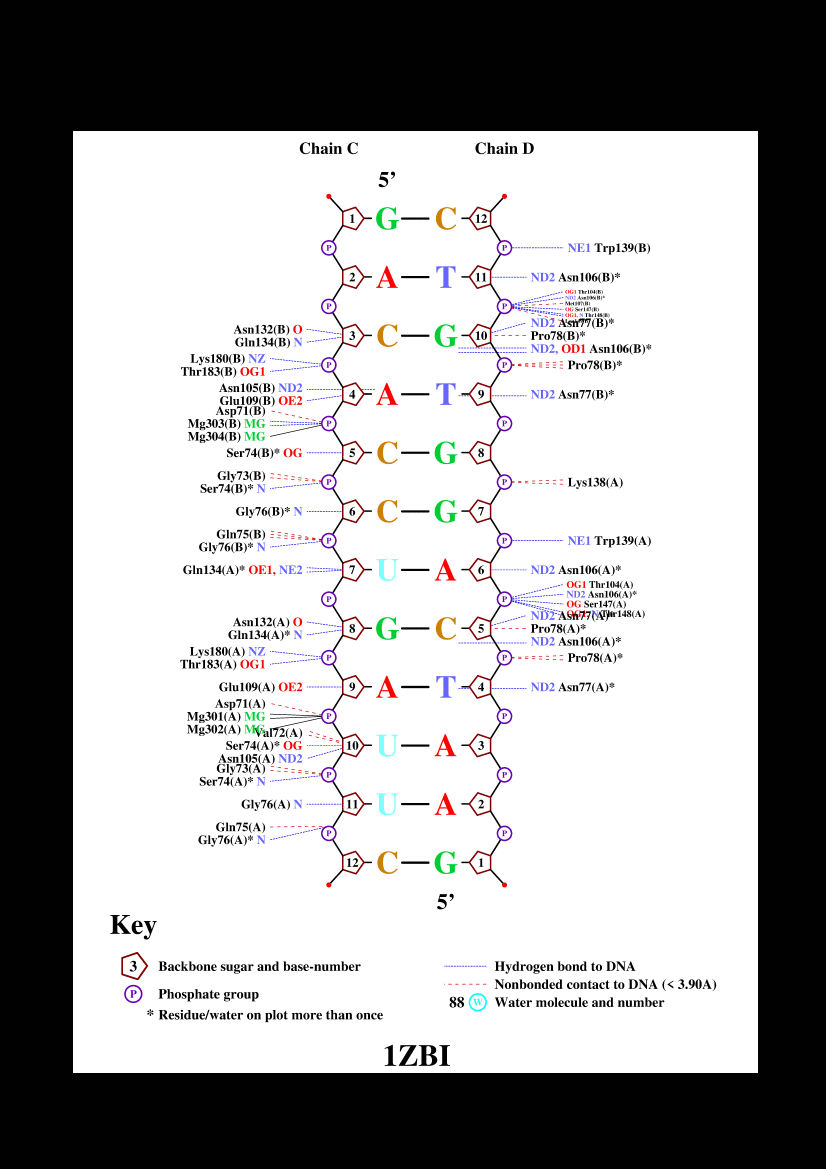 Chain C Chain D
5’
1 G C 12
P P NE1 Trp139(B)
2 A T 11 ND2 Asn106(B)*
OG1 Thr104(B)
ND2 Asn106(B)*
Met107(B)
P P
OG Ser147(B)
OG1, N Thr148(B)
ND2 Asn77(B)*
Asn132(B) O
3 C G 10 Pro78(B)*
Gln134(B) N
ND2, OD1 Asn106(B)*
Lys180(B) NZ
P P Pro78(B)*
Thr183(B) OG1
Asn105(B) ND2
4 A T 9 ND2 Asn77(B)*
Glu109(B) OE2
Asp71(B)
Mg303(B) MG P P
Mg304(B) MG
Ser74(B)* OG 5 C G 8
Gly73(B)
P P Lys138(A)
Ser74(B)* N
Gly76(B)* N 6 C G 7
Gln75(B)
P P NE1 Trp139(A)
Gly76(B)* N
Gln134(A)* OE1, NE2 7 U A 6 ND2 Asn106(A)*
OG1 Thr104(A)
ND2 Asn106(A)*
P P
OG Ser147(A)
Thr148(A)
ND2 Asn77(A)*
Asn132(A) O
8 G C 5 Pro78(A)*
Gln134(A)* N
ND2 Asn106(A)*
Lys180(A) NZ
P P Pro78(A)*
Thr183(A) OG1
Glu109(A) OE2 9 A T 4 ND2 Asn77(A)*
Asp71(A)
Mg301(A) MG P P
Mg302(A) MG
Val72(A)
Ser74(A)* OG 10 U A 3
Asn105(A) ND2
Gly73(A)
P P
Ser74(A)* N
Gly76(A) N 11 U A 2
Gln75(A)
P P
Gly76(A)* N
12 C G 1
5’
Key
3 Backbone sugar and base-number
Hydrogen bond to DNA
Nonbonded contact to DNA (< 3.90A)
P Phosphate group
88 W Water molecule and number
* Residue/water on plot more than once
1ZBI